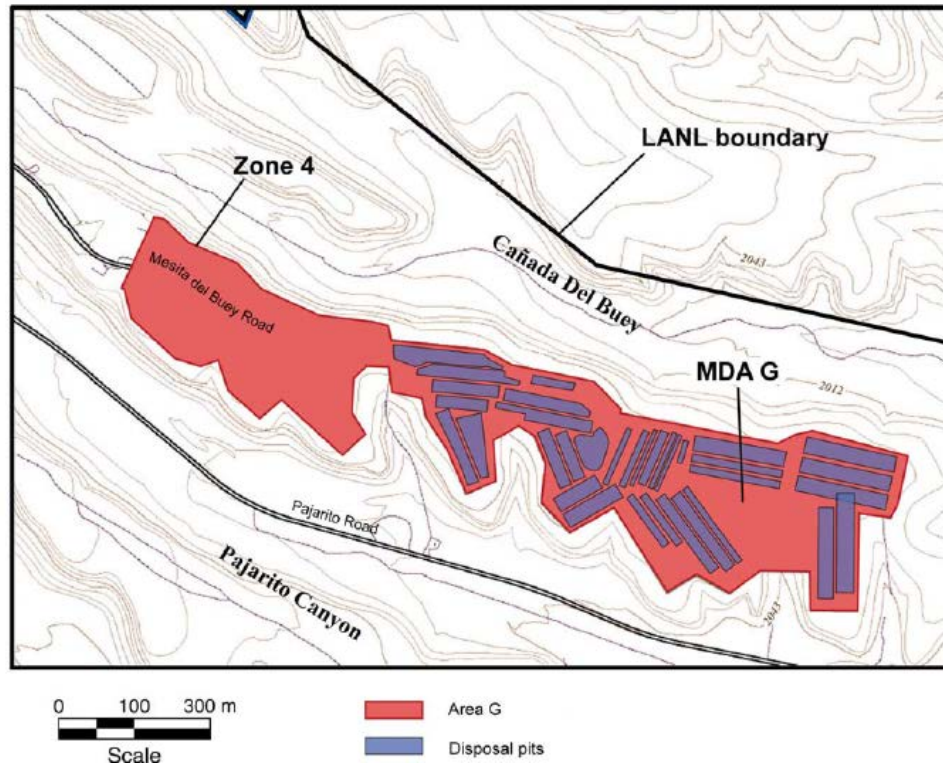 LANL boundary
Zone 4
Cañada Del Buey
2043
Mesita del Buey Road
MDA G
2012
Pajarito Road
Pajarito Canyon
2043
0 100 300 m
Scale
Area G
Disposal pits